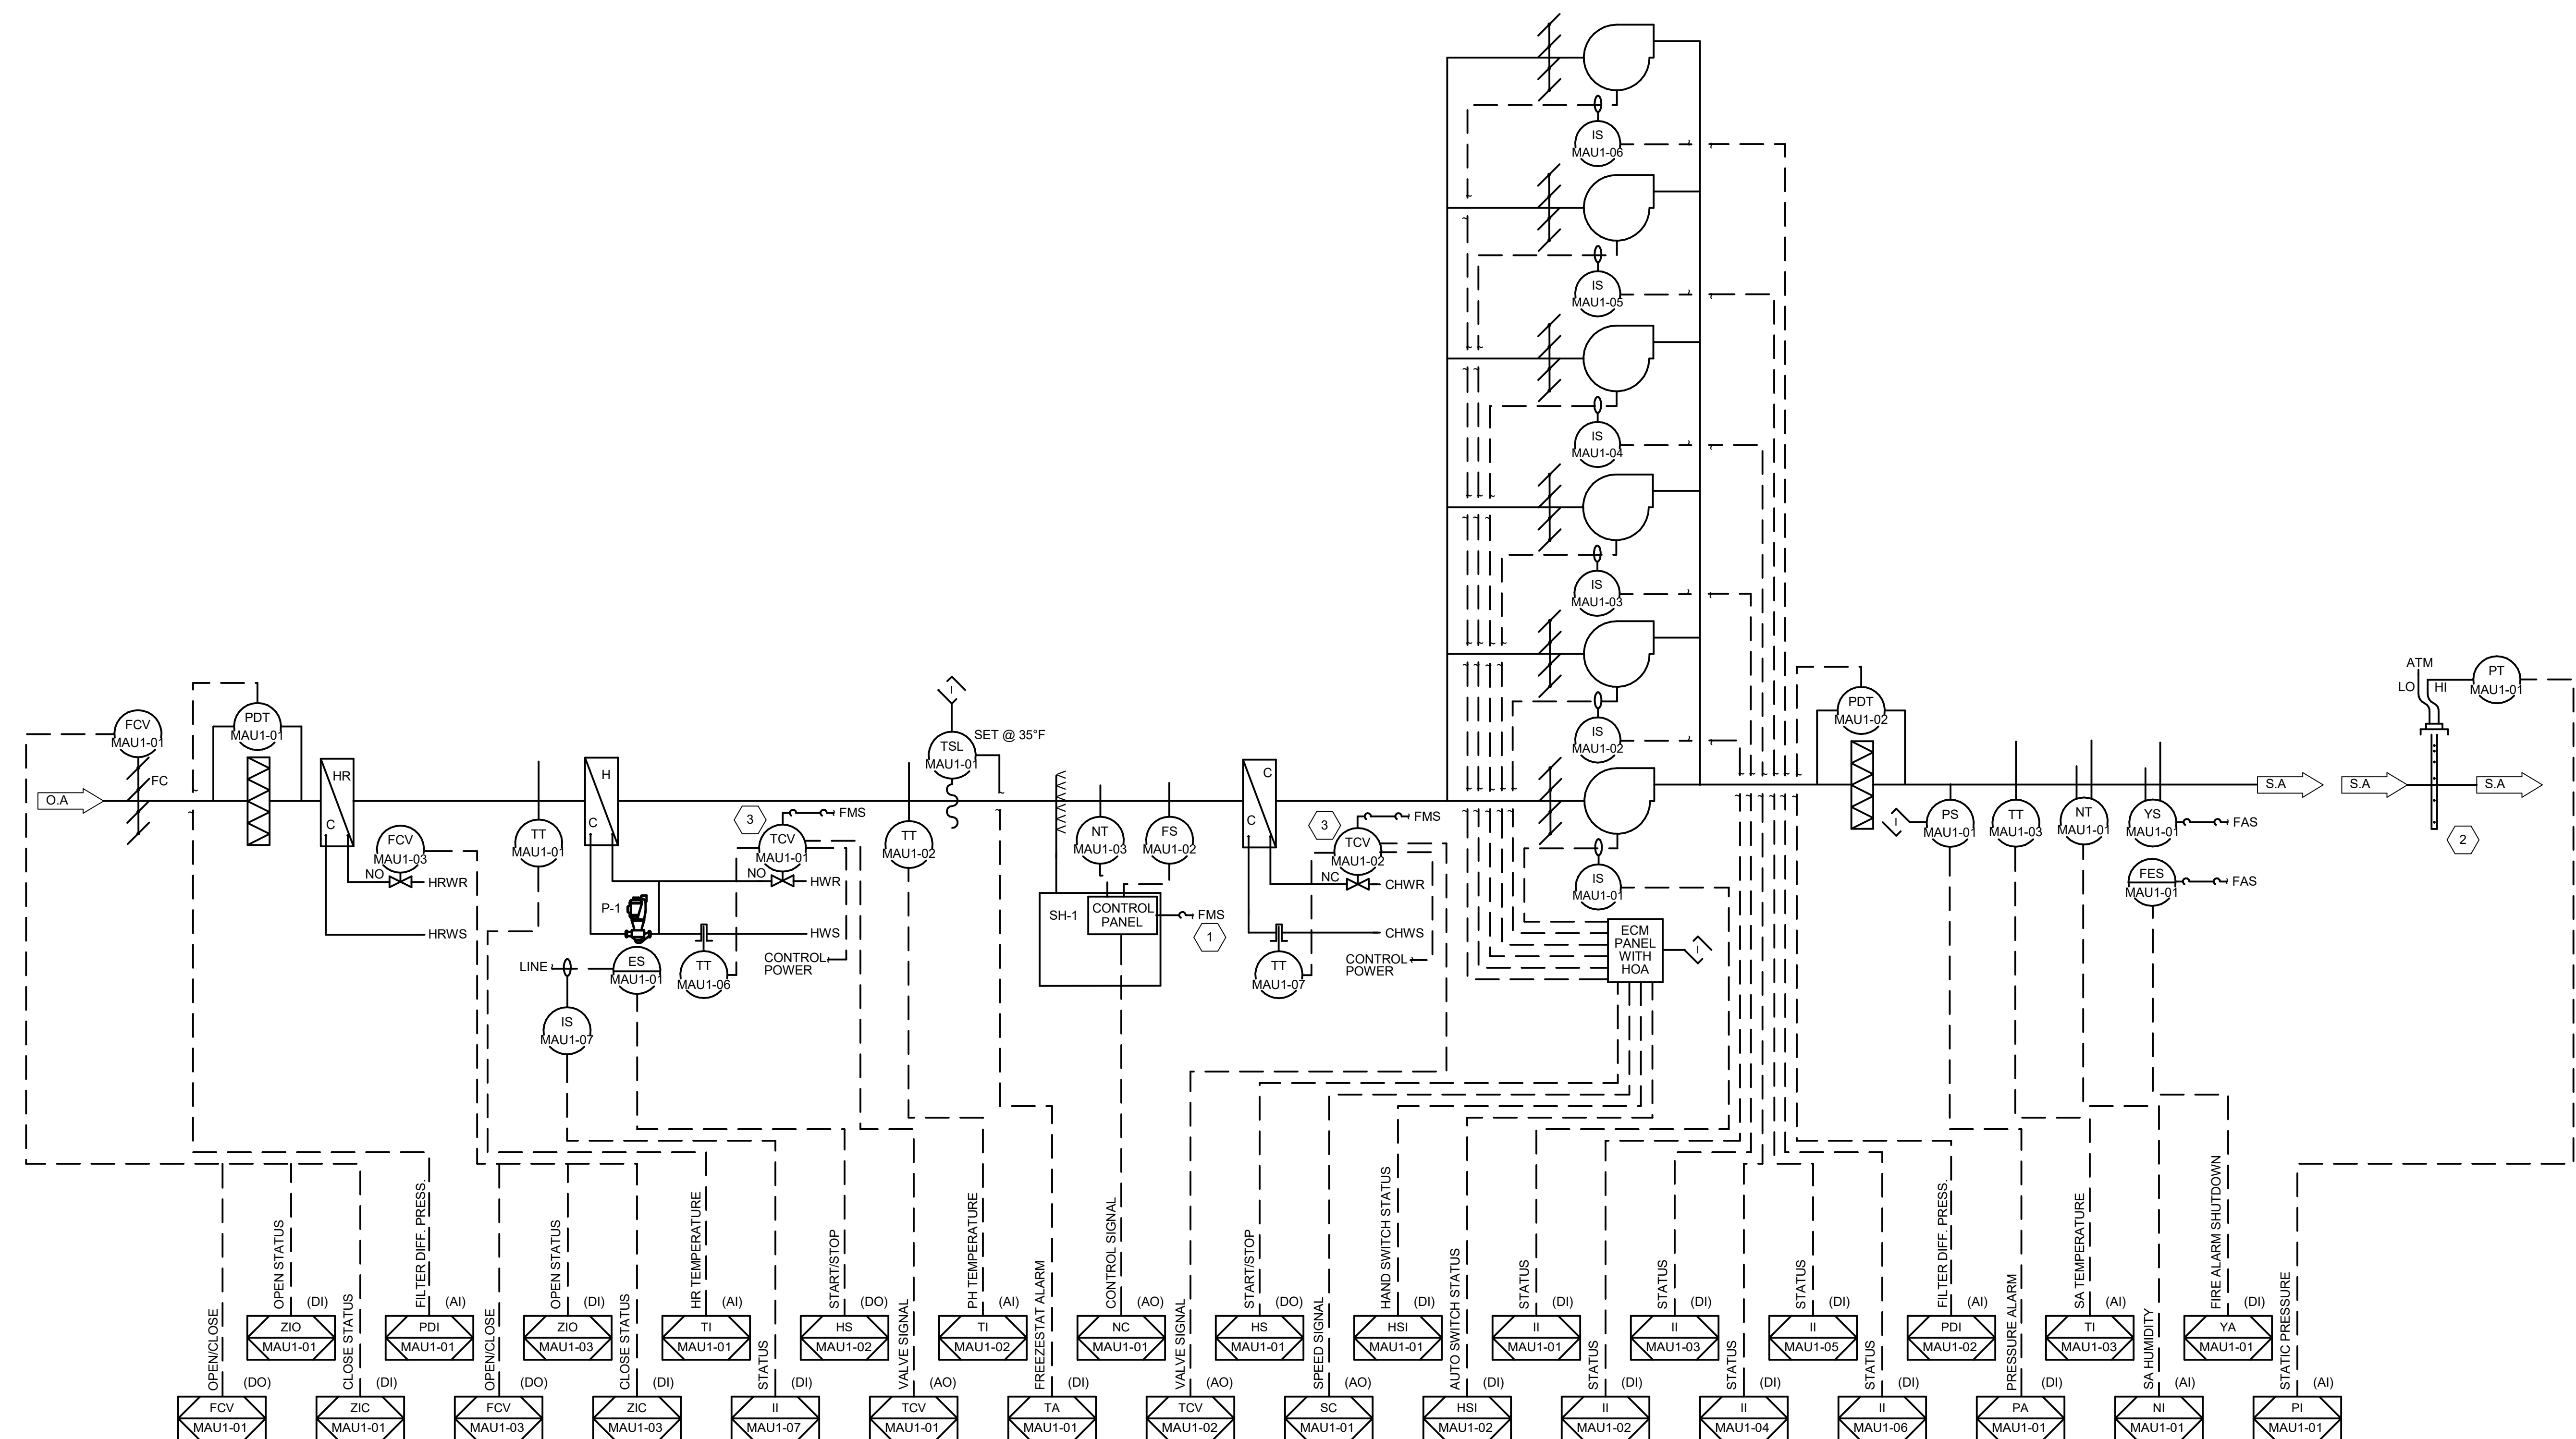 IS
MAU1-06
IS
MAU1-05
IS
MAU1-04
IS
MAU1-03
IS
MAU1-02
IS
MAU1-01
O.A
FCV
MAU1-01
FC
PDT
MAU1-01
HR
C
FCV
MAU1-03
NO
HRWR
HRWS
TT
MAU1-01
H
C
P-1
LINE
ES
MAU1-01
IS
MAU1-07
TT
MAU1-06
3
TCV
MAU1-01
FMS
NO
HWR
HWS
CONTROL
POWER
TT
MAU1-02
TSL
MAU1-01
SET @ 35°F
NT
MAU1-03
FS
MAU1-02
SH-1
CONTROL
PANEL
FMS
1
C
C
3
TCV
MAU1-02
FMS
NC
CHWR
CHWS
TT
MAU1-07
CONTROL
POWER
ECM
PANEL
WITH
HOA
PDT
MAU1-02
PS
MAU1-01
TT
MAU1-03
NT
MAU1-01
YS
MAU1-01
FAS
FES
MAU1-01
FAS
S.A
S.A
S.A
ATM
LO
HI
PT
MAU1-01
2
OPEN/CLOSE
(DO)
FCV
MAU1-01
OPEN STATUS
(DI)
ZIO
MAU1-01
CLOSE STATUS
(DI)
ZIC
MAU1-01
FILTER DIFF. PRESS.
(AI)
PDI
MAU1-01
OPEN/CLOSE
(DO)
FCV
MAU1-03
OPEN STATUS
(DI)
ZIO
MAU1-03
CLOSE STATUS
(DI)
ZIC
MAU1-03
HR TEMPERATURE
(AI)
TI
MAU1-01
STATUS
(DI)
II
MAU1-07
START/STOP
(DO)
HS
MAU1-02
VALVE SIGNAL
(AO)
TCV
MAU1-01
PH TEMPERATURE
(AI)
TI
MAU1-02
FREEZESTAT ALARM
(DI)
TA
MAU1-01
CONTROL SIGNAL
(AO)
NC
MAU1-01
VALVE SIGNAL
(AO)
TCV
MAU1-02
START/STOP
(DO)
HS
MAU1-01
SPEED SIGNAL
(AO)
SC
MAU1-01
HAND SWITCH STATUS
(DI)
HSI
MAU1-01
AUTO SWITCH STATUS
(DI)
HSI
MAU1-02
STATUS
(DI)
II
MAU1-01
STATUS
(DI)
II
MAU1-02
STATUS
(DI)
II
MAU1-03
STATUS
(DI)
II
MAU1-04
STATUS
(DI)
II
MAU1-05
STATUS
(DI)
II
MAU1-06
FILTER DIFF. PRESS.
(AI)
PDI
MAU1-02
PRESSURE ALARM
(DI)
PA
MAU1-01
SA TEMPERATURE
(AI)
TI
MAU1-03
SA HUMIDITY
(AI)
NI
MAU1-01
FIRE ALARM SHUTDOWN
(DI)
YA
MAU1-01
STATIC PRESSURE
(AI)
PI
MAU1-01